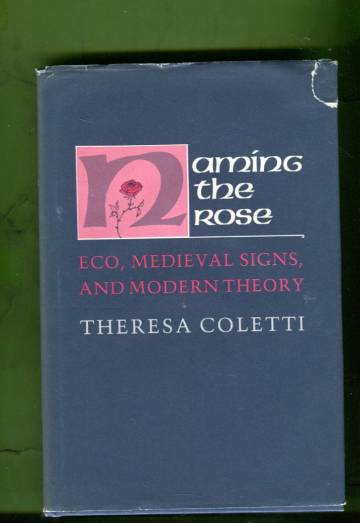 Naming
the
Rose
ECO, MEDIEVAL SIGNS,
AND MODERN THEORY
THERESA COLETTI